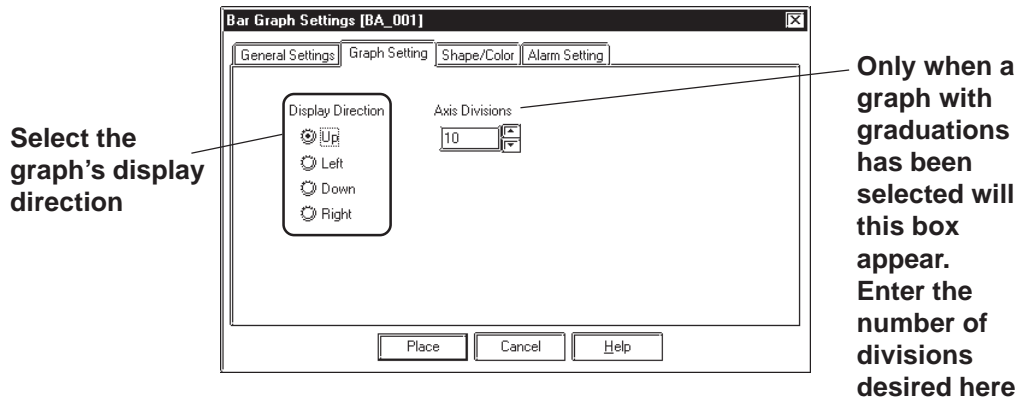 Bar Graph Settings [BA_001]
General Settings Graph Setting Shape/Color Alarm Setting
Select the
graph's display
direction
Display Direction
Up
Left
Down
Right
Axis Divisions
10
Only when a
graph with
graduations
has been
selected will
this box
appear.
Enter the
number of
divisions
desired here
Place Cancel Help